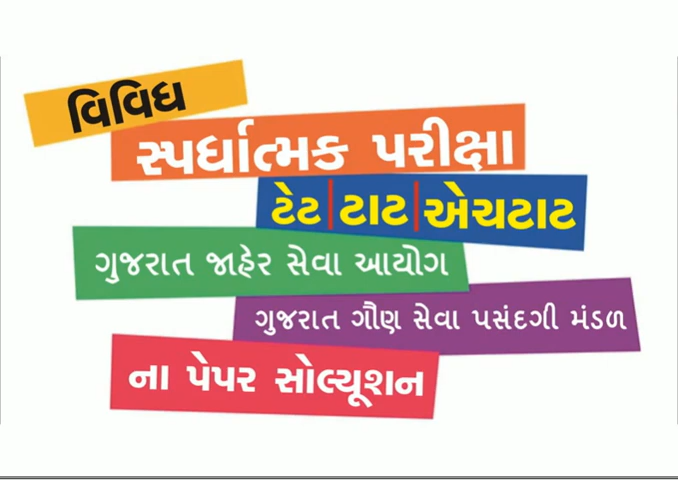 વિવિધ
સ્પર્ધાત્મક પરીક્ષા
ટેટ|ટાટ|એચટાટ
ગુજરાત જાહેર સેવા આયોગ
ગુજરાત ગૌણ સેવા પસંદગી મંડળ
ના પેપર સોલ્યૂશન